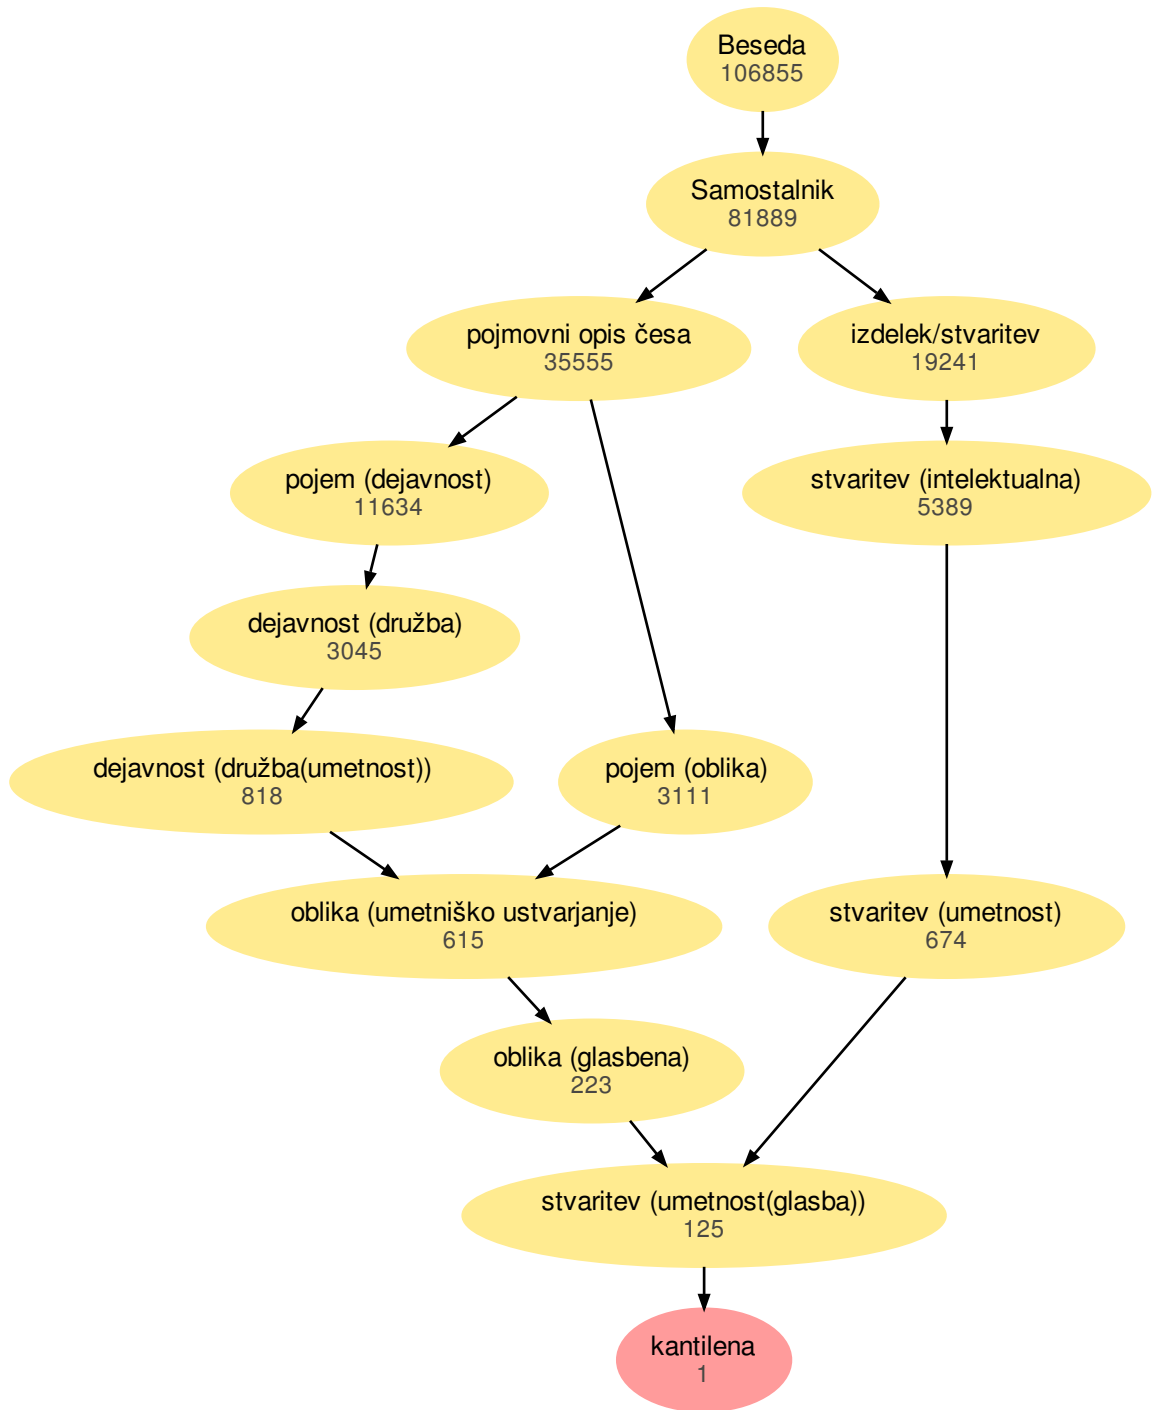 Beseda
106855
Samostalnik
81889
pojmovni opis česa
35555
izdelek/stvaritev
19241
pojem (dejavnost)
11634
stvaritev (intelektualna)
5389
dejavnost (družba)
3045
dejavnost (družba(umetnost))
818
pojem (oblika)
3111
oblika (umetniško ustvarjanje)
615
stvaritev (umetnost)
674
oblika (glasbena)
223
stvaritev (umetnost(glasba))
125
kantilena
1